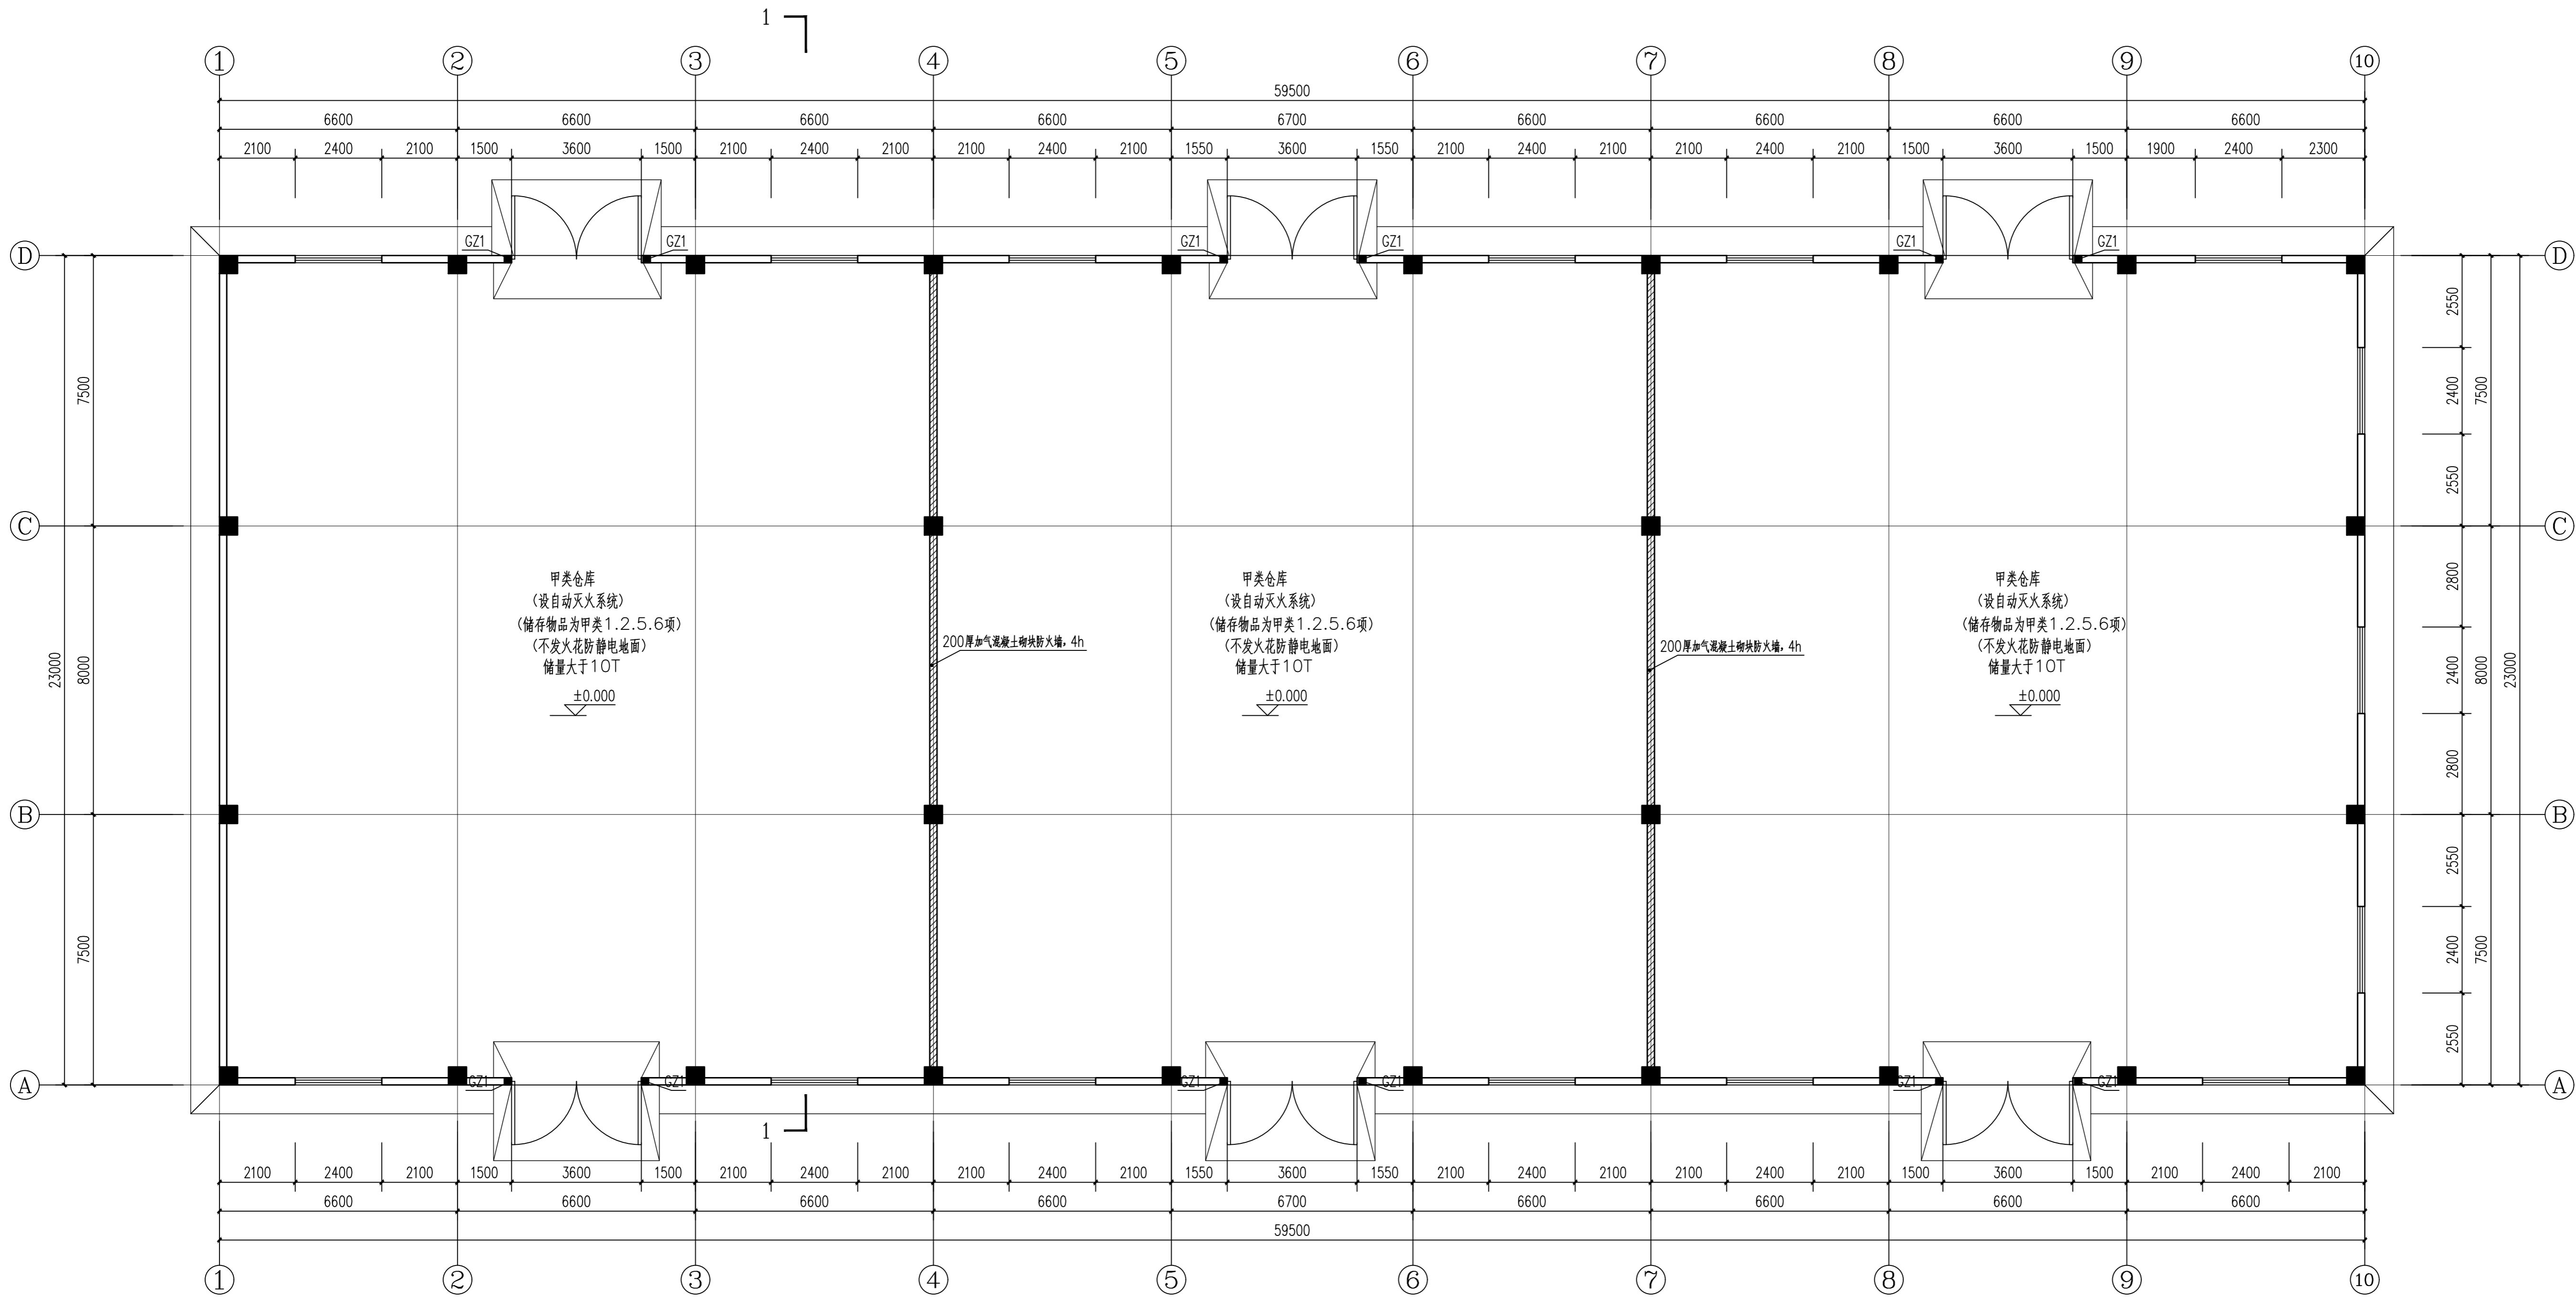 1
1 2 3 4 5 6 7 8 9 10
59500
6600 6600 6600 6600 6700 6600 6600 6600 6600
2100 2400 2100 1500 3600 1500 2100 2400 2100 2100 2400 2100 1550 3600 1550 2100 2400 2100 2100 2400 2100 1500 3600 1500 1900 2400 2300
GZ1 GZ1 GZ1 GZ1 GZ1 GZ1
D D
7500
2550
2400
7500
2550
C C
甲类仓库
(设自动灭火系统)
(储存物品为甲类1.2.5.6项)
(不发火花防静电地面)
储量大于10T
±0.000
200厚加气混凝土砌块防火墙,4h
甲类仓库
(设自动灭火系统)
(储存物品为甲类1.2.5.6项)
(不发火花防静电地面)
储量大于10T
±0.000
200厚加气混凝土砌块防火墙,4h
甲类仓库
(设自动灭火系统)
(储存物品为甲类1.2.5.6项)
(不发火花防静电地面)
储量大于10T
±0.000
23000
8000
2800
2400
8000
23000
2800
B B
7500
2550
2400
7500
2550
A A
GZ1 GZ1 GZ1 GZ1 GZ1 GZ1
1
2100 2400 2100 1500 3600 1500 2100 2400 2100 2100 2400 2100 1550 3600 1550 2100 2400 2100 2100 2400 2100 1500 3600 1500 2100 2400 2100
6600 6600 6600 6600 6700 6600 6600 6600 6600
59500
1 2 3 4 5 6 7 8 9 10